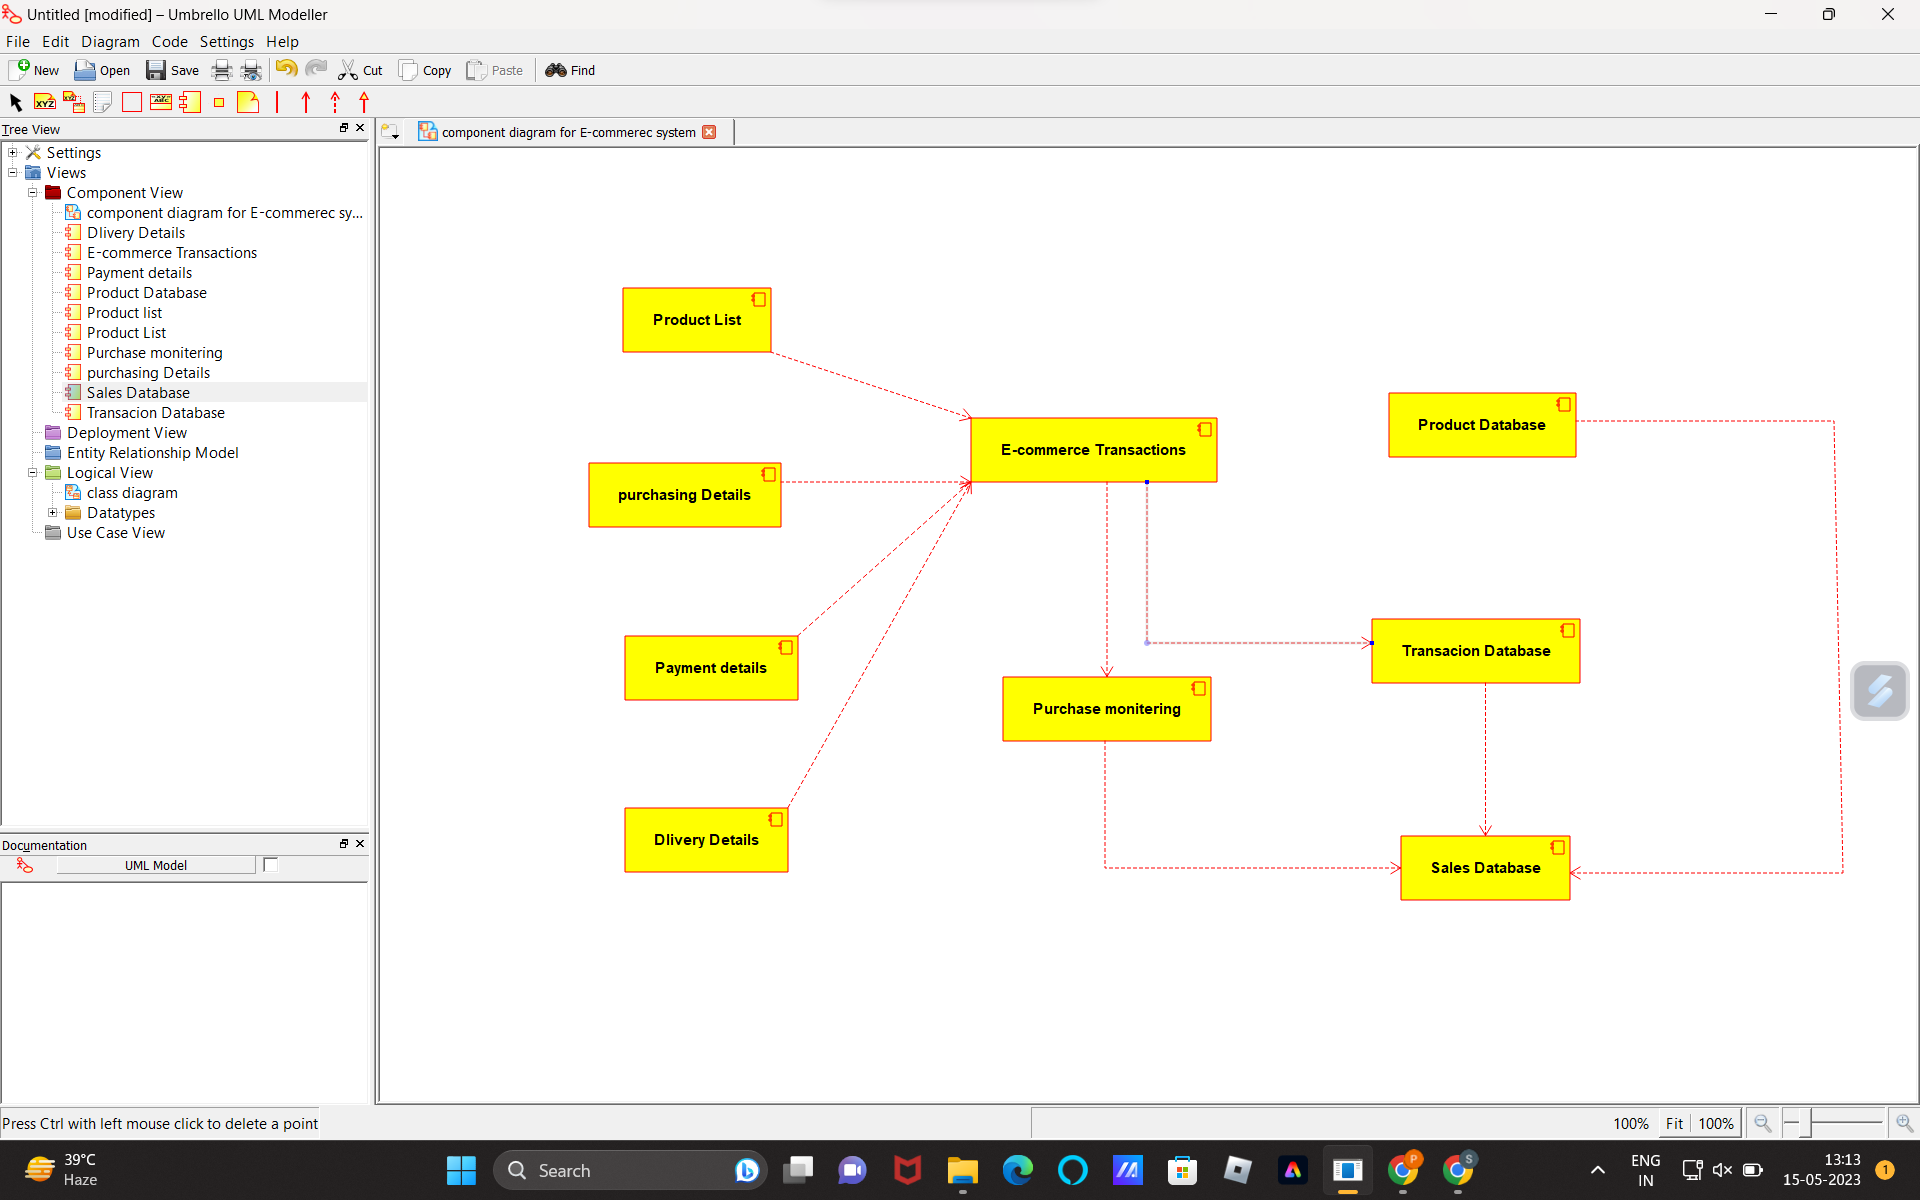 Untitled [modified] – Umbrello UML Modeller
File Edit Diagram Code Settings Help
New Open Save Cut Copy Paste Find
XYZ XYZ ABC
Tree View
component diagram for E-commerec system
Settings
Views
Component View
component diagram for E-commerec sy...
Dlivery Details
E-commerce Transactions
Payment details
Product Database
Product list
Product List
Purchase monitering
purchasing Details
Sales Database
Transacion Database
Deployment View
Entity Relationship Model
Logical View
class diagram
Datatypes
Use Case View
Product List
E-commerce Transactions
Product Database
purchasing Details
Payment details
Transacion Database
Purchase monitering
Dlivery Details
Sales Database
Documentation
UML Model
Press Ctrl with left mouse click to delete a point
100% Fit 100%
39°C
Haze
Search
P
S
ENG
IN
13:13
15-05-2023
1